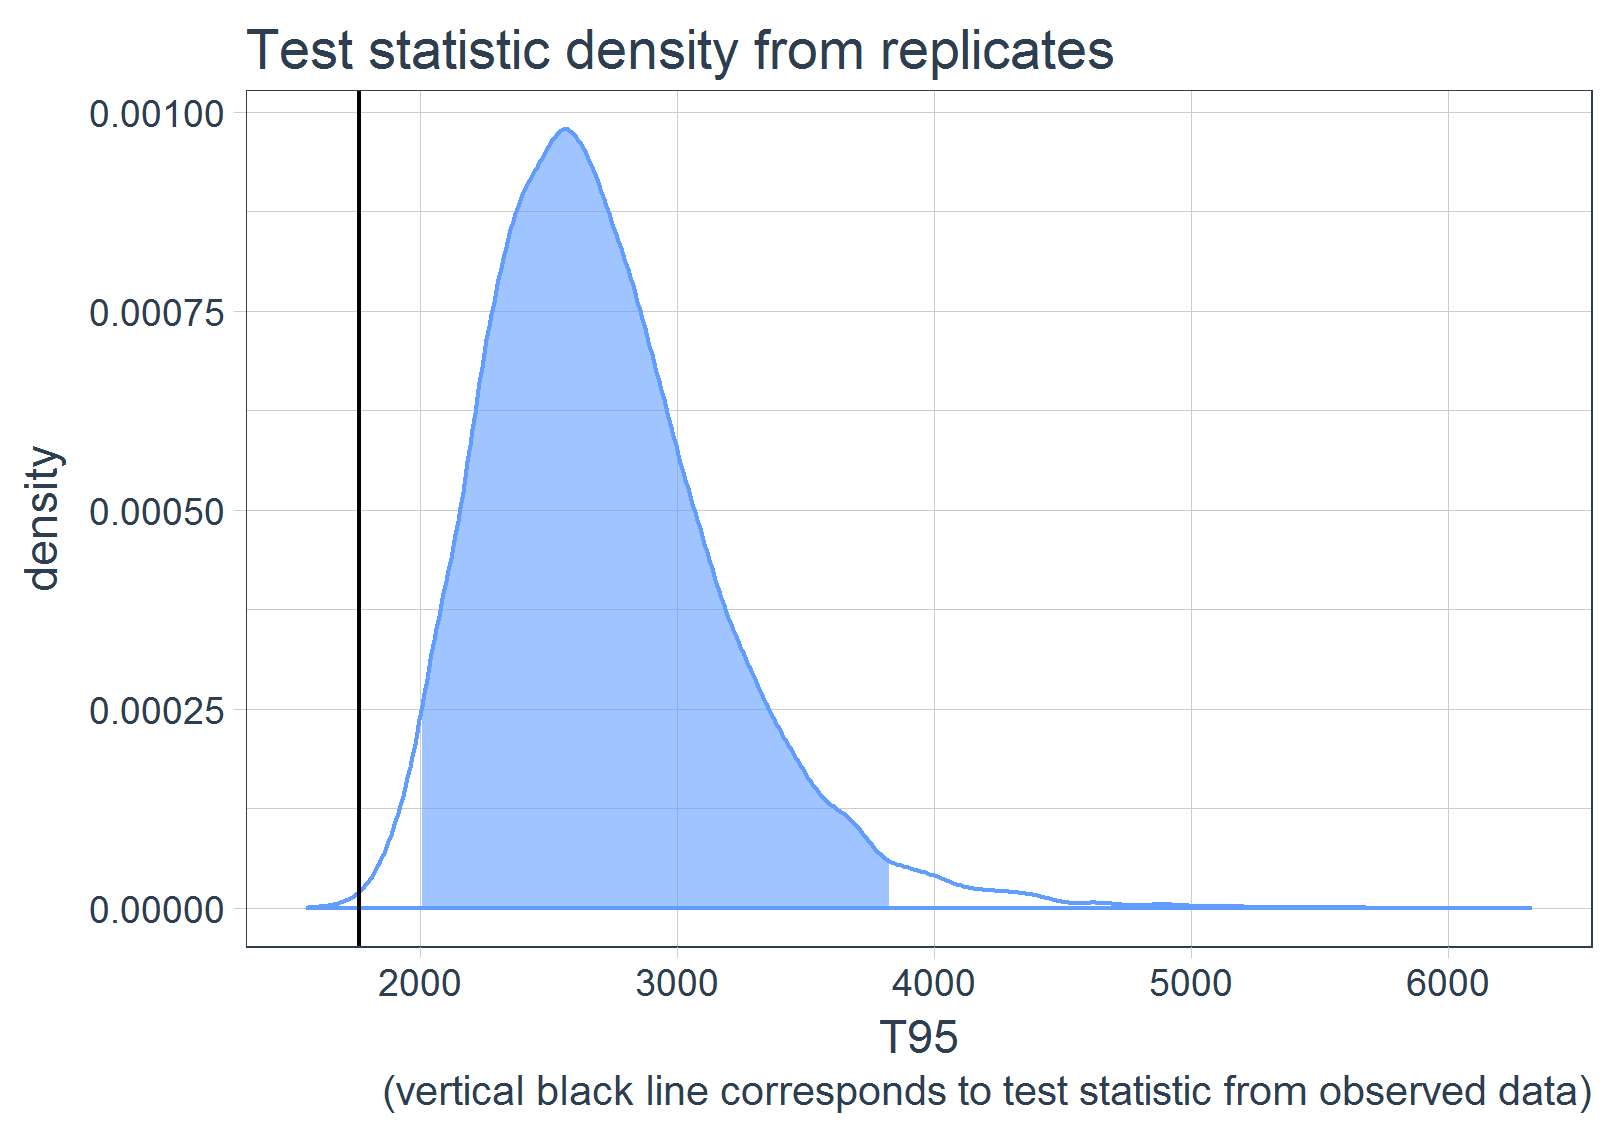 Test statistic density from replicates
0.00100
0.00075
0.00050
0.00025
0.00000
density
2000 3000 4000 5000 6000
T95
(vertical black line corresponds to test statistic from observed data)